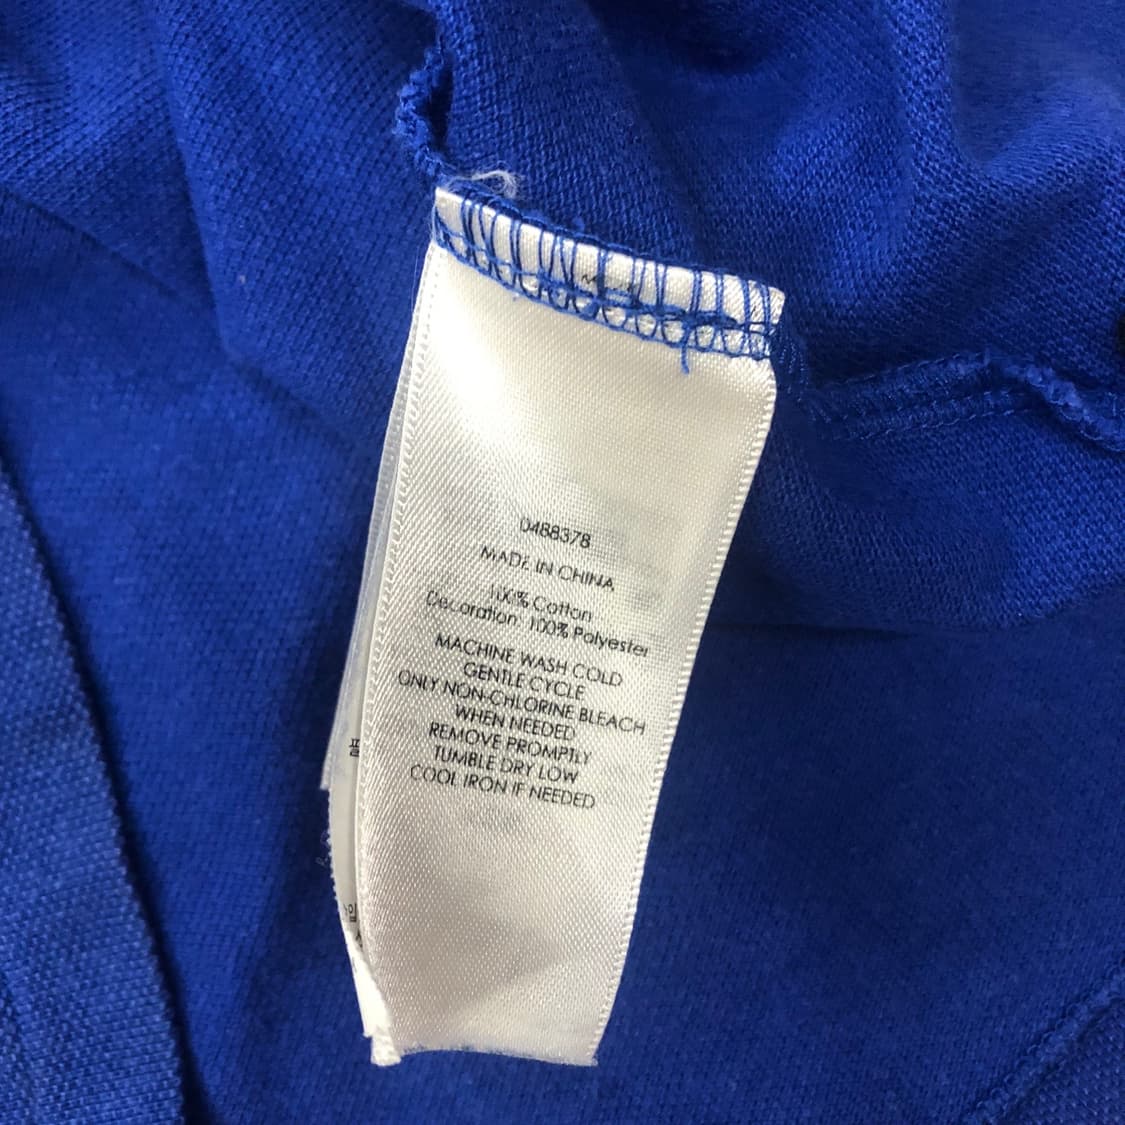 0488378
MADE IN CHINA
100% Cotton
Decoration 100% Polyester
MACHINE WASH COLD
GENTLE CYCLE
ONLY NON-CHLORINE BLEACH
WHEN NEEDED
REMOVE PROMPTLY
TUMBLE DRY LOW
COOL IRON IF NEEDED